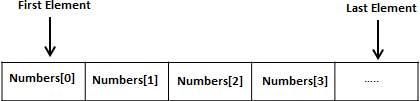 First Element Last Element
Numbers[0] Numbers[1] Numbers[2] Numbers[3] .....